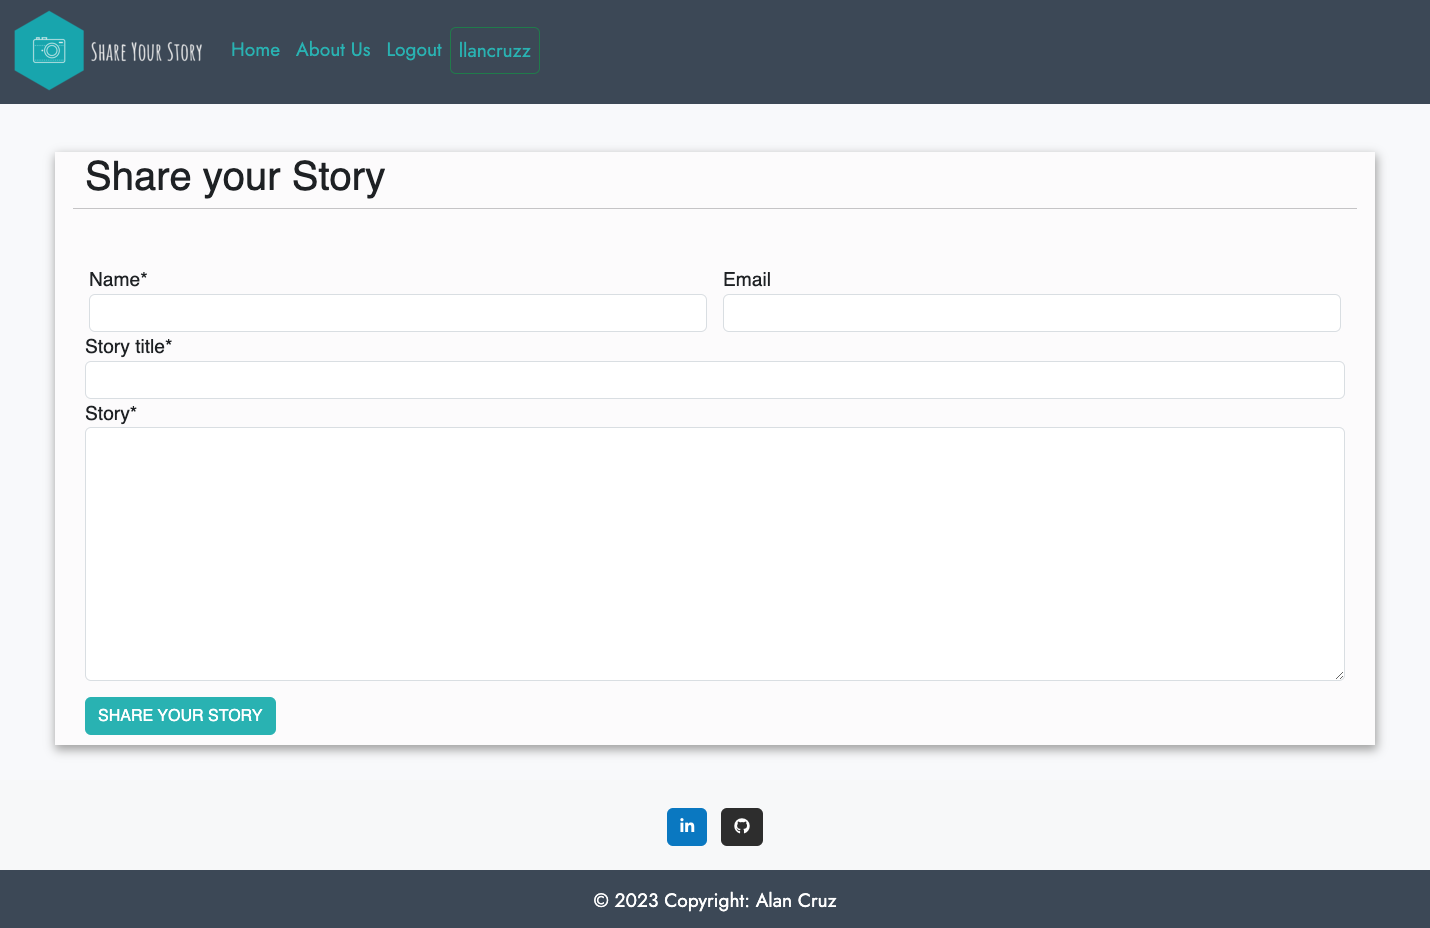 Share Your Story
Home About Us Logout llancruzz
Share your Story
Name* Email
Story title*
Story*
SHARE YOUR STORY
in
© 2023 Copyright: Alan Cruz